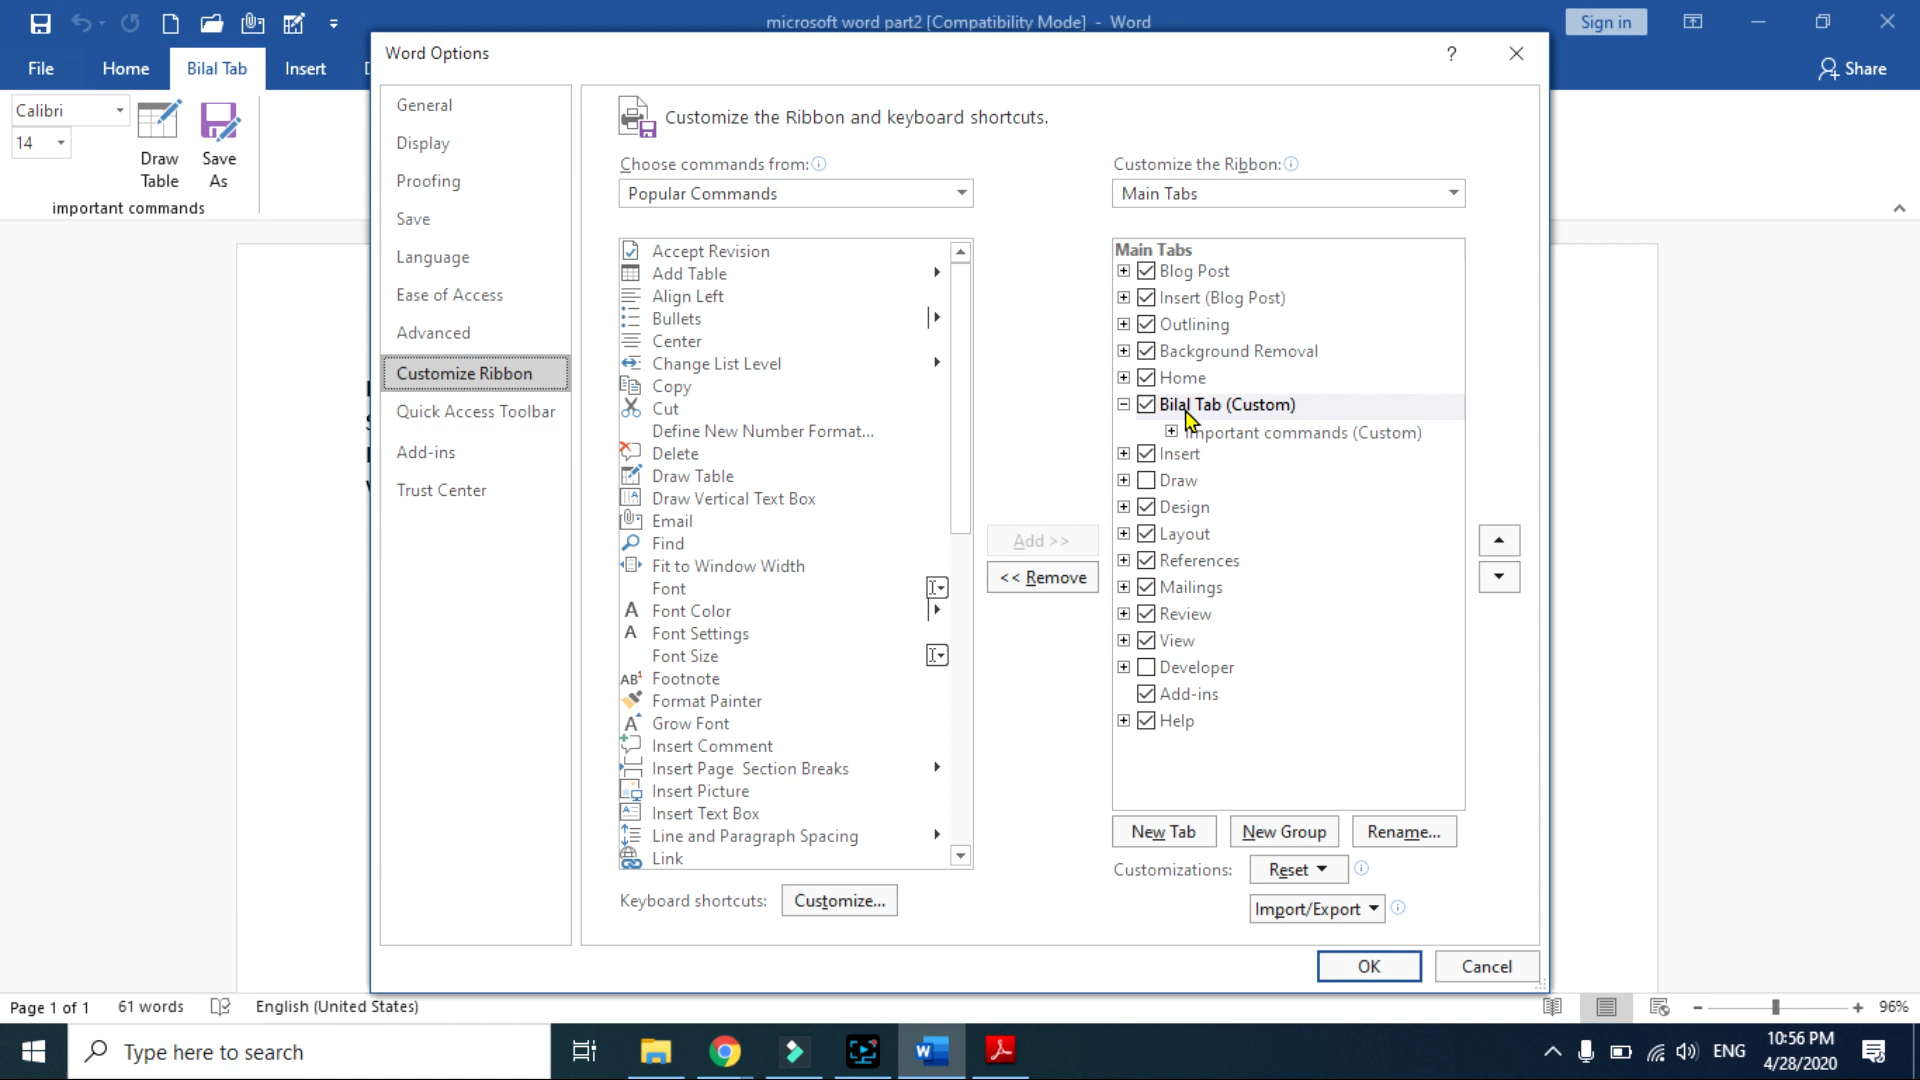 microsoft word part2 [Compatibility Mode] - Word
Sign in
File
Home
Bilal Tab
Insert
Share
Calibri
14
Draw Table
Save As
important commands
Word Options
?
General
Display
Proofing
Save
Language
Ease of Access
Advanced
Customize Ribbon
Quick Access Toolbar
Add-ins
Trust Center
Customize the Ribbon and keyboard shortcuts.
Choose commands from:
Popular Commands
Accept Revision
Add Table
Align Left
Bullets
Center
Change List Level
Copy
Cut
Define New Number Format...
Delete
Draw Table
Draw Vertical Text Box
Email
Find
Fit to Window Width
Font
Font Color
Font Settings
Font Size
Footnote
Format Painter
Grow Font
Insert Comment
Insert Page Section Breaks
Insert Picture
Insert Text Box
Line and Paragraph Spacing
Link
Keyboard shortcuts:
Customize...
Add >>
<< Remove
Customize the Ribbon:
Main Tabs
Main Tabs
Blog Post
Insert (Blog Post)
Outlining
Background Removal
Home
Bilal Tab (Custom)
important commands (Custom)
Insert
Draw
Design
Layout
References
Mailings
Review
View
Developer
Add-ins
Help
New Tab
New Group
Rename...
Customizations:
Reset
Import/Export
OK
Cancel
Page 1 of 1
61 words
English (United States)
96%
Type here to search
ENG
10:56 PM
4/28/2020